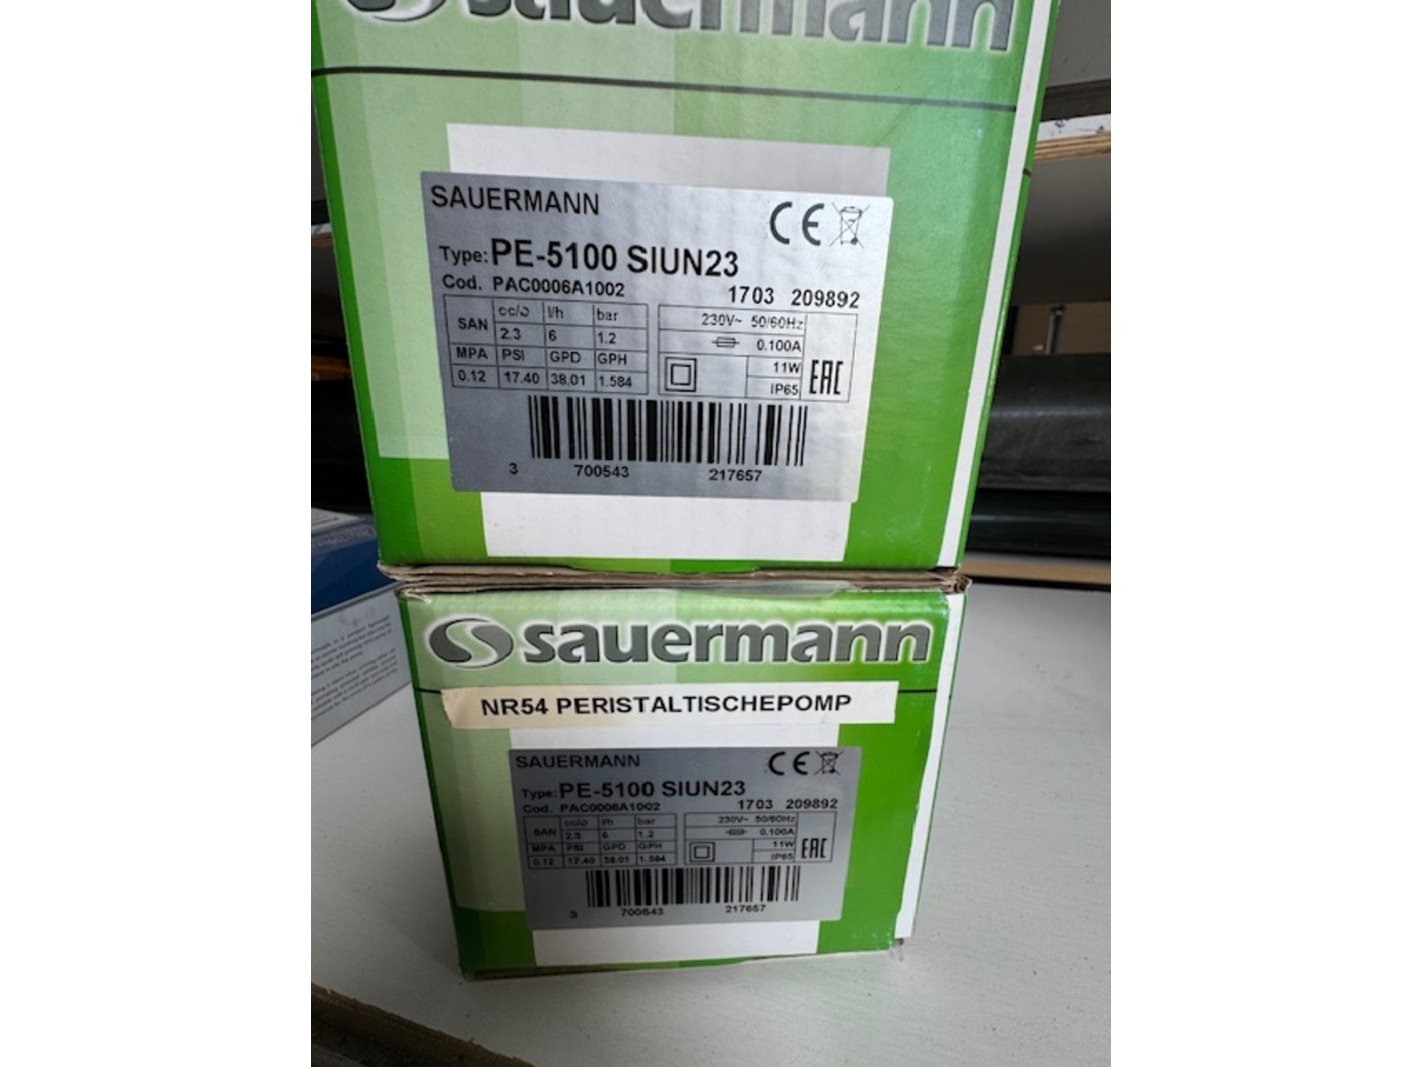 sauermann
SAUERMANN
CE
Type: PE-5100 SIUN23
Cod. PAC0006A1002 1703 209892
SAN cc/ 2.3 l/h 6 bar 1.2
MPA PSI GPD GPH
0.12 17.40 38.01 1.584
230V~ 50/60Hz
0.100A
11W
IP65
EAC
3 700543 217657
sauermann
NR54 PERISTALTISCHEPOMP
SAUERMANN
CE
Type: PE-5100 SIUN23
Cod. PAC0006A1002 1703 209892
SAN cc/ 2.3 l/h 6 bar 1.2
MPA PSI GPD GPH
0.12 17.40 38.01 1.584
230V~ 50/60Hz
0.100A
11W
IP65
EAC
3 700543 217657